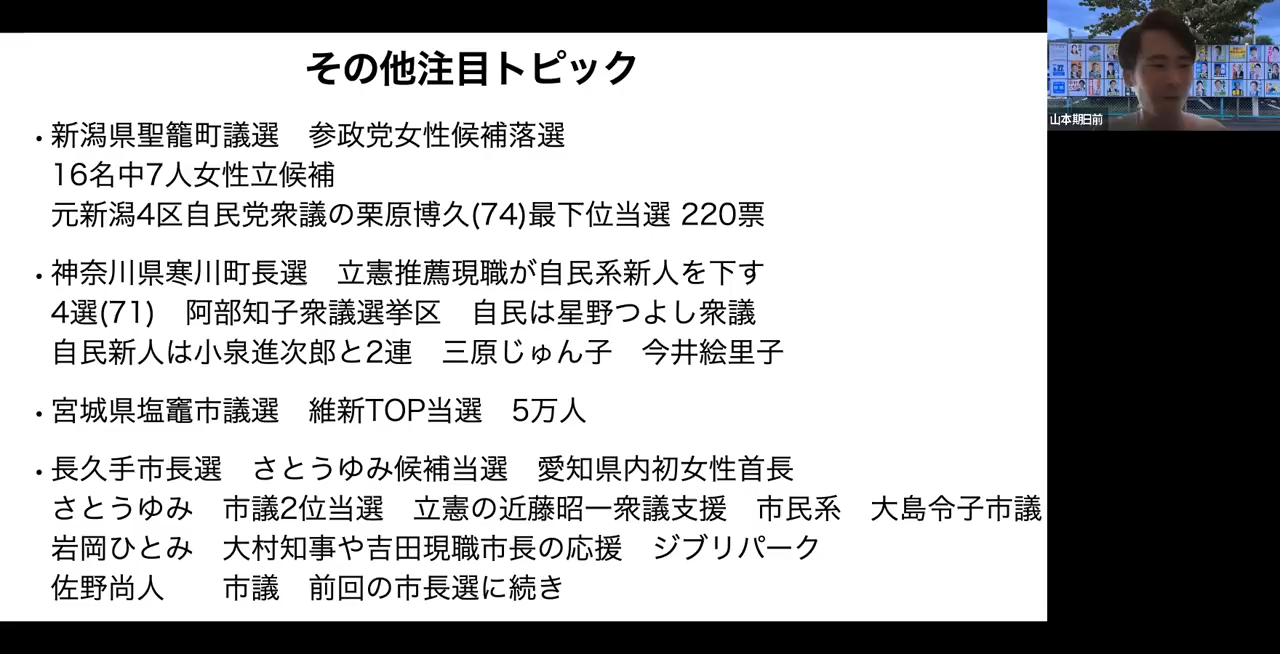 その他注目トピック
・新潟県聖籠町議選　参政党女性候補落選
16名中7人女性立候補
元新潟4区自民党衆議の栗原博久(74)最下位当選 220票
・神奈川県寒川町長選　立憲推薦現職が自民系新人を下す
4選(71)　阿部知子衆議選挙区　自民は星野つよし衆議
自民新人は小泉進次郎と2連　三原じゅん子　今井絵里子
・宮城県塩竈市議選　維新TOP当選　5万人
・長久手市長選　さとうゆみ候補当選　愛知県内初女性首長
さとうゆみ　市議2位当選　立憲の近藤昭一衆議支援　市民系　大島令子市議
岩岡ひとみ　大村知事や吉田現職市長の応援　ジブリパーク
佐野尚人　　市議　前回の市長選に続き
山本期日前